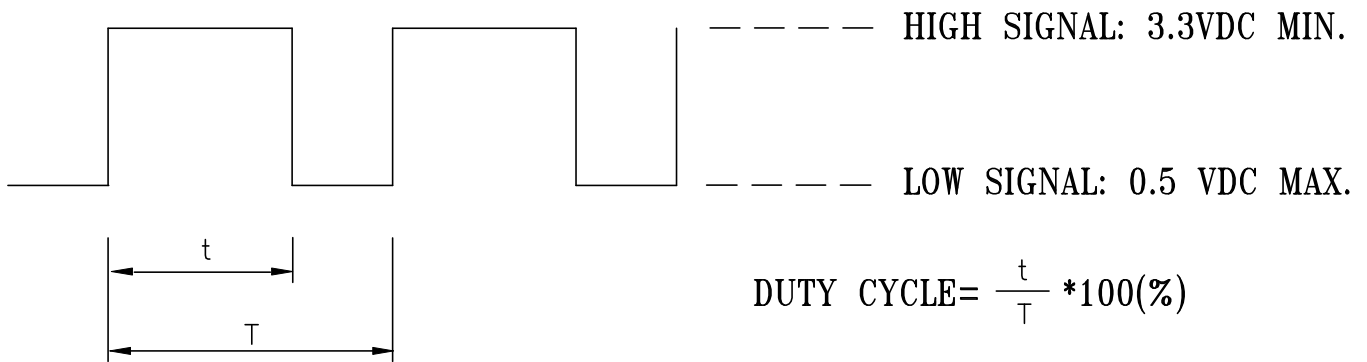 HIGH SIGNAL: 3.3VDC MIN.
LOW SIGNAL: 0.5 VDC MAX.
t
T
DUTY CYCLE= t/T *100(%)